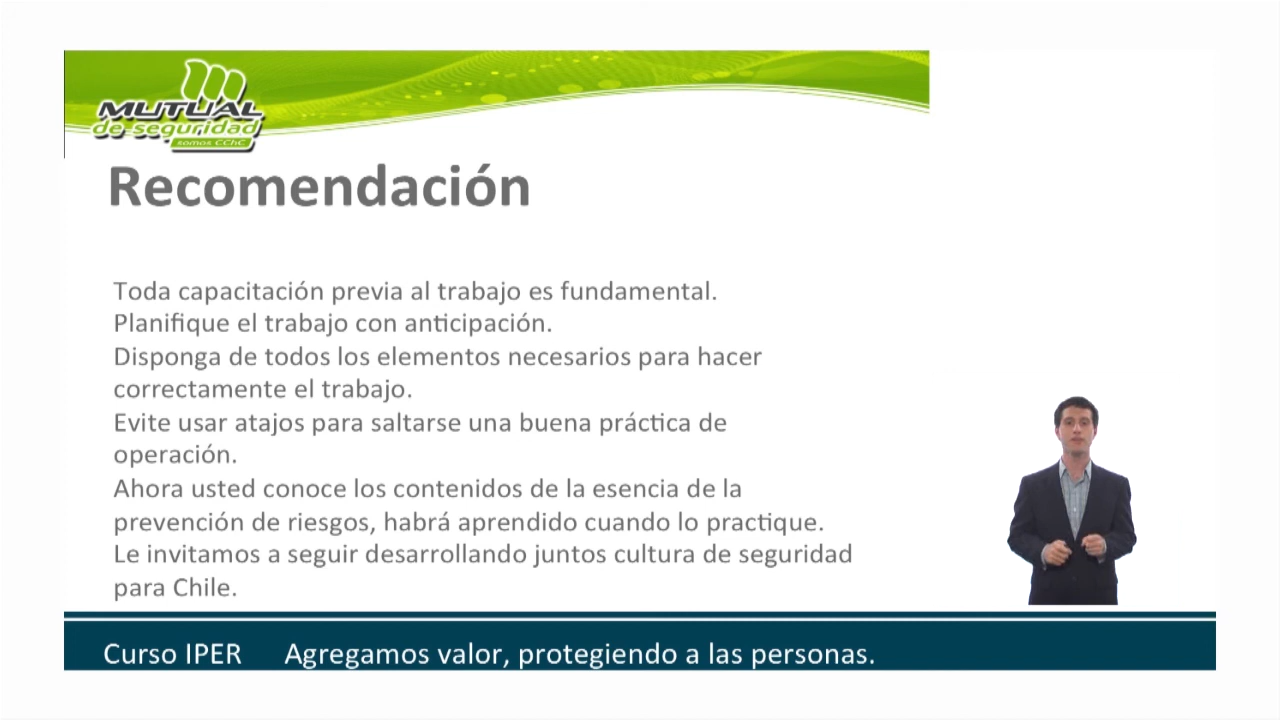 MUTUAL
de seguridad
somos CChC
Recomendación
Toda capacitación previa al trabajo es fundamental.
Planifique el trabajo con anticipación.
Disponga de todos los elementos necesarios para hacer
correctamente el trabajo.
Evite usar atajos para saltarse una buena práctica de
operación.
Ahora usted conoce los contenidos de la esencia de la
prevención de riesgos, habrá aprendido cuando lo practique.
Le invitamos a seguir desarrollando juntos cultura de seguridad
para Chile.
Curso IPER Agregamos valor, protegiendo a las personas.